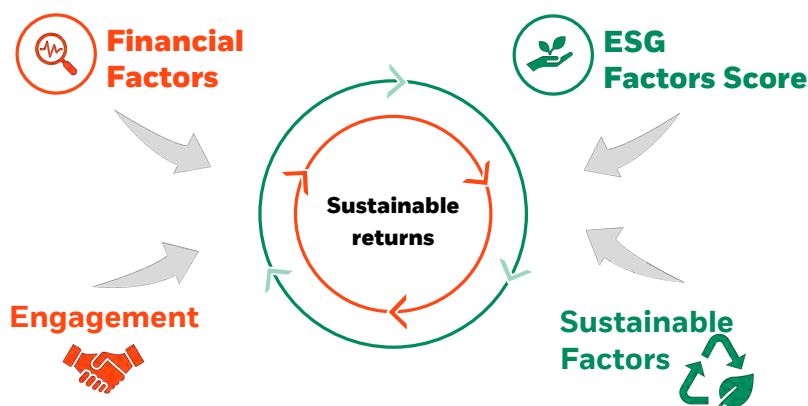 Financial
Factors
ESG
Factors Score
Sustainable
returns
Engagement
Sustainable
Factors